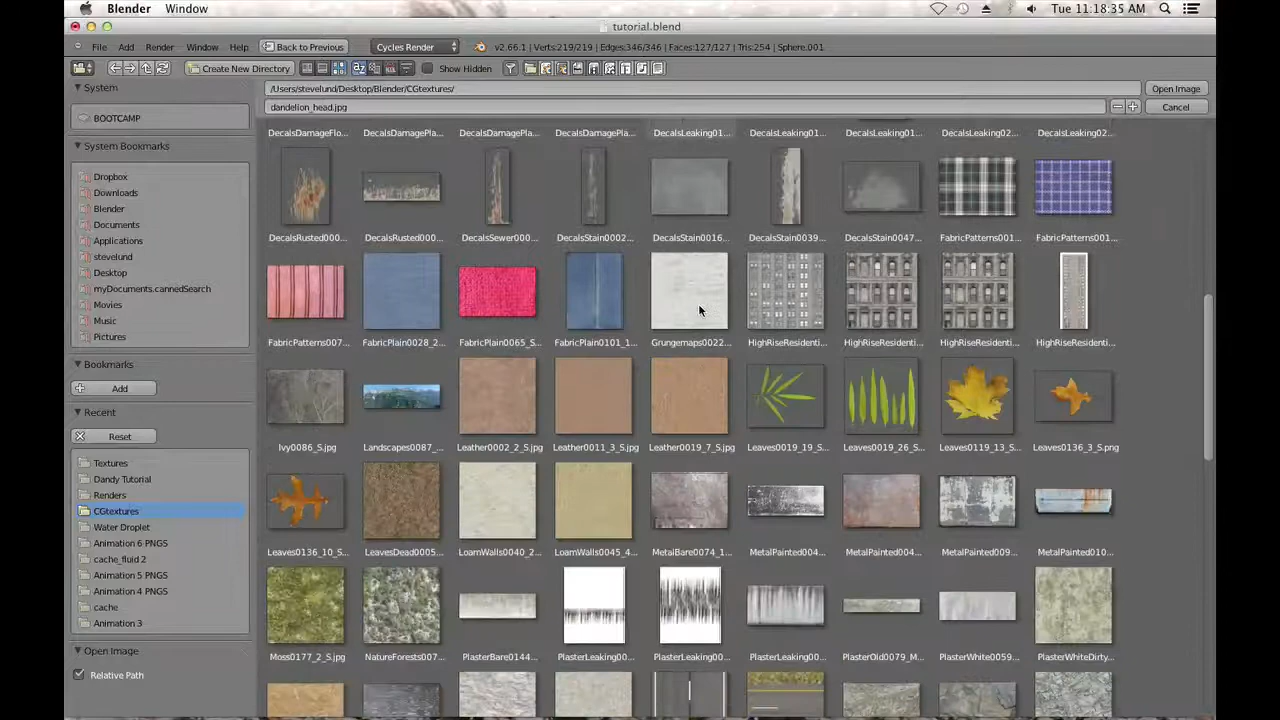 Blender Window Tue 11:18:35 AM
tutorial.blend
File Add Render Window Help Back to Previous Cycles Render v2.66.1 | Verts:219/219 | Edges:346/346 | Faces:127/127 | Tris:254 | Sphere.001
Create New Directory Show Hidden
System
BOOTCAMP
System Bookmarks
Dropbox
Downloads
Blender
Documents
Applications
stevelund
Desktop
myDocuments.cannedSearch
Movies
Music
Pictures
Bookmarks
Add
Recent
Reset
Textures
Dandy Tutorial
Renders
CGtextures
Water Droplet
Animation 6 PNGS
cache_fluid 2
Animation 5 PNGS
Animation 4 PNGS
cache
Animation 3
Open Image
Relative Path
/Users/stevelund/Desktop/Blender/CGtextures/ Open Image
dandelion_head.jpg Cancel
DecalsDamageFlo... DecalsDamagePla... DecalsDamagePla... DecalsDamagePla... DecalsLeaking01... DecalsLeaking01... DecalsLeaking01... DecalsLeaking02... DecalsLeaking02...
DecalsRusted000... DecalsRusted000... DecalsSewer000... DecalsStain0002... DecalsStain0016... DecalsStain0039... DecalsStain0047... FabricPatterns001... FabricPatterns001...
FabricPatterns007... FabricPlain0028_2... FabricPlain0065_S... FabricPlain0101_1... Grungemaps0022... HighRiseResidenti... HighRiseResidenti... HighRiseResidenti... HighRiseResidenti...
Ivy0086_S.jpg Landscapes0087_... Leather0002_2_S.jpg Leather0011_3_S.jpg Leather0019_7_S.jpg Leaves0019_19_S... Leaves0019_26_S... Leaves0119_13_S... Leaves0136_3_S.png
Leaves0136_10_S... LeavesDead0005... LoamWalls0040_2... LoamWalls0045_4... MetalBare0074_1... MetalPainted004... MetalPainted004... MetalPainted009... MetalPainted010...
Moss0177_2_S.jpg NatureForests007... PlasterBare0144... PlasterLeaking00... PlasterLeaking00... PlasterLeaking00... PlasterOld0079_M... PlasterWhite0059... PlasterWhiteDirty...